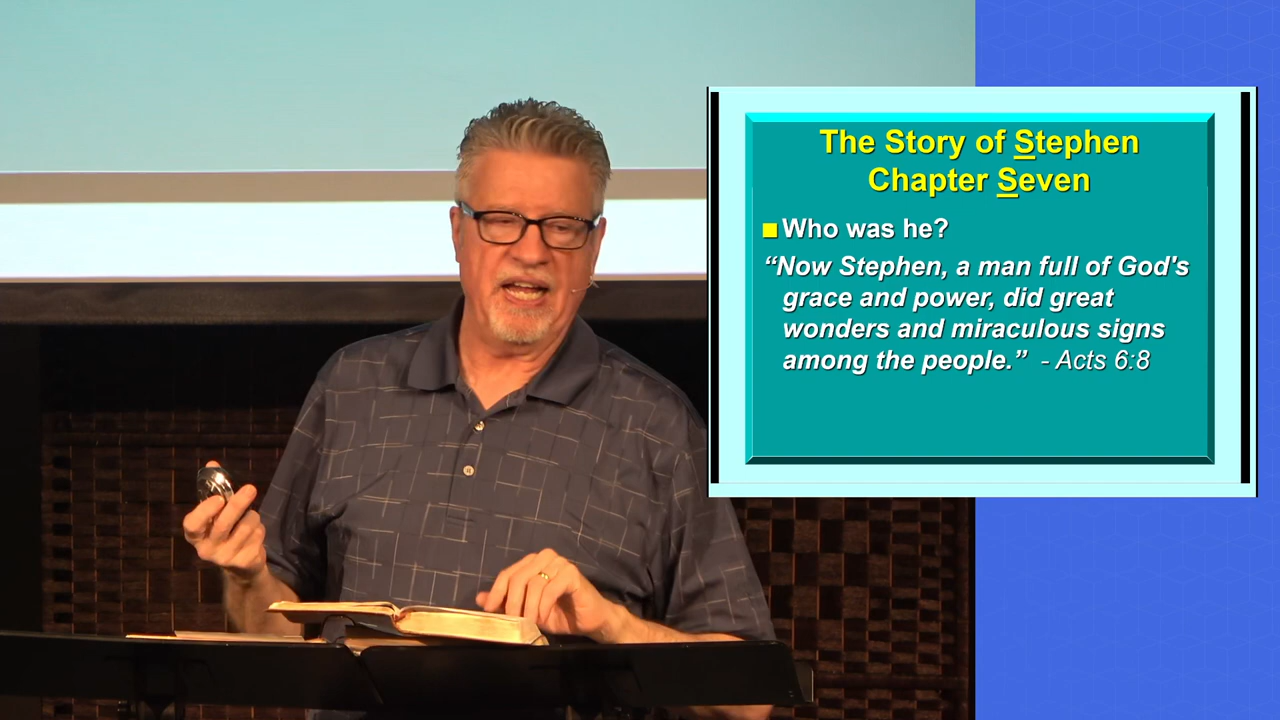 The Story of Stephen
Chapter Seven
Who was he?
“Now Stephen, a man full of God's
grace and power, did great
wonders and miraculous signs
among the people.” - Acts 6:8